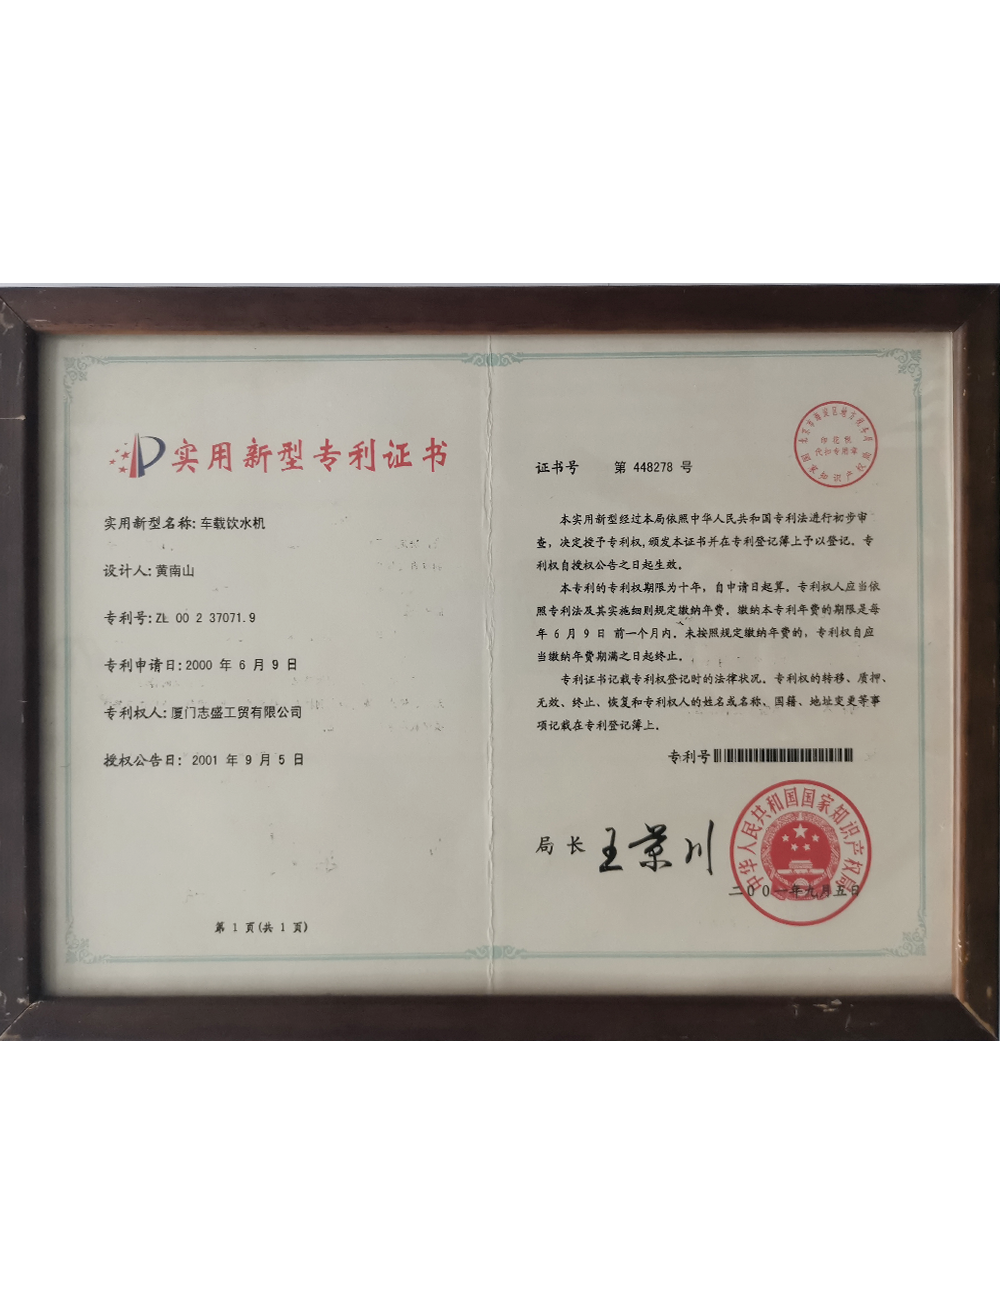 实用新型专利证书
实用新型名称: 车载饮水机
设计人: 黄南山
专利号: ZL 00 2 37071.9
专利申请日: 2000 年 6 月 9 日
专利权人: 厦门志盛工贸有限公司
授权公告日: 2001 年 9 月 5 日
第 1 页(共 1 页)
证书号 第 448278 号
印花税
代扣专用章
国家知识产权局
本实用新型经过本局依照中华人民共和国专利法进行初步审
查，决定授予专利权,颁发本证书并在专利登记簿上予以登记。专
利权自授权公告之日起生效。
本专利的专利权期限为十年，自申请日起算。专利权人应当依
照专利法及其实施细则规定缴纳年费。缴纳本专利年费的期限是每
年 6 月 9 日 前一个月内。未按照规定缴纳年费的，专利权自应
当缴纳年费期满之日起终止。
专利证书记载专利权登记时的法律状况。专利权的转移、质押、
无效、终止、恢复和专利权人的姓名或名称、国籍、地址变更等事
项记载在专利登记簿上。
专利号
局长 王景川
中华人民共和国国家知识产权局
二00一年九月五日